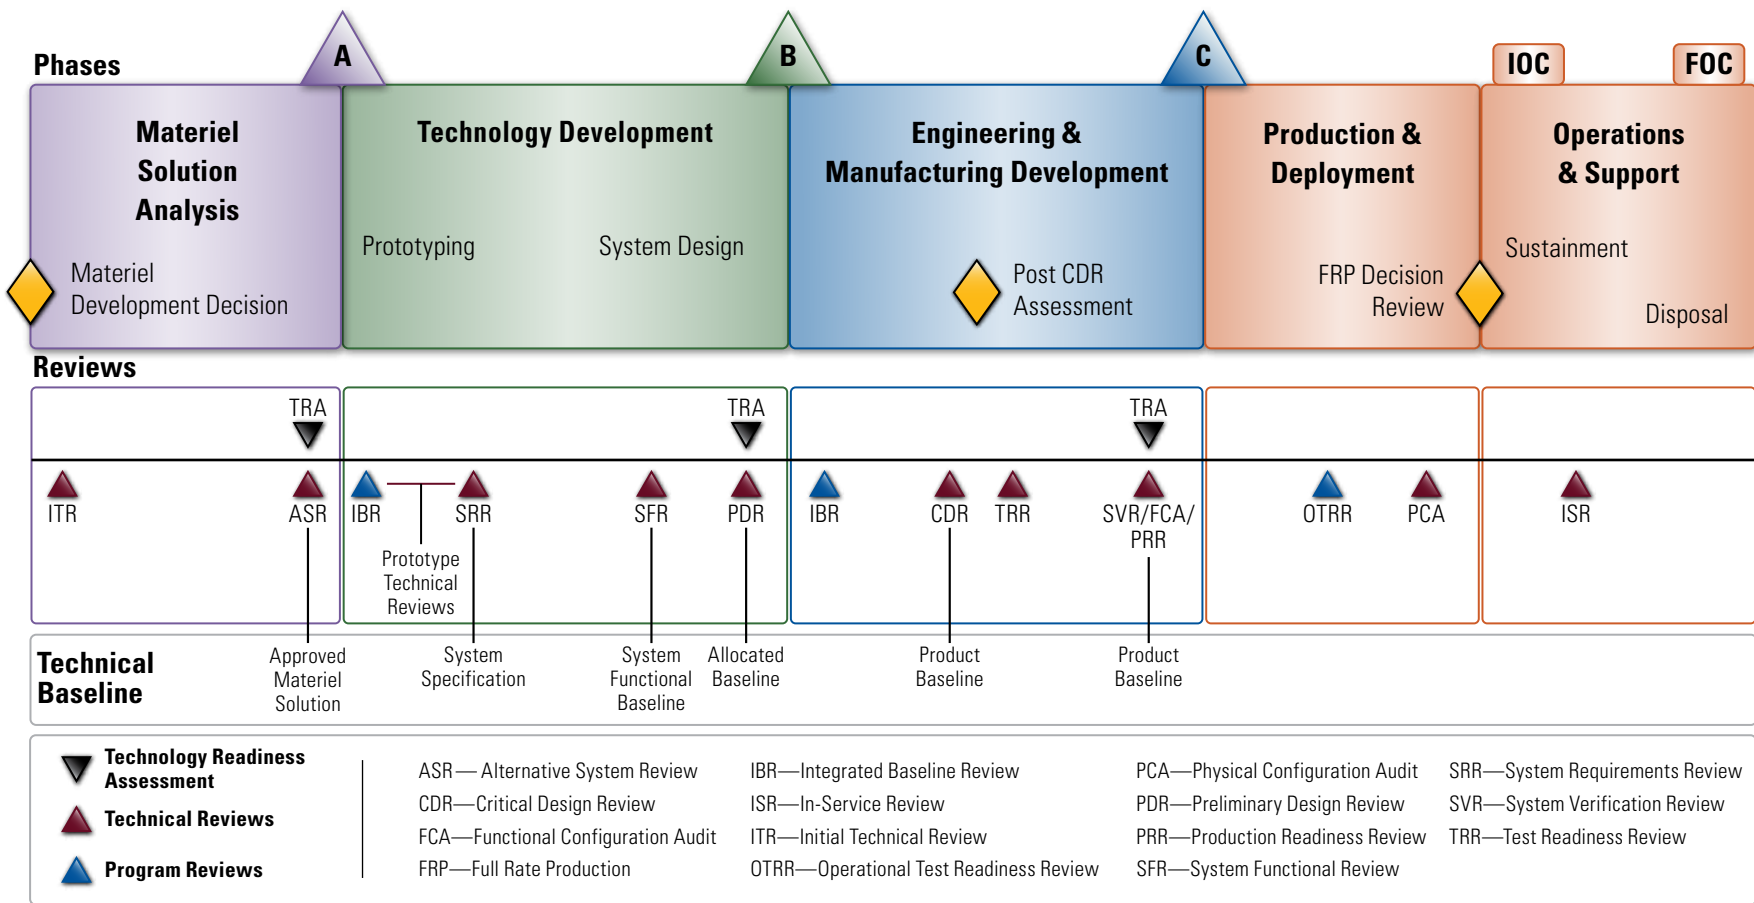 A
B
C
Phases
IOC
FOC
Materiel
Solution
Analysis
Technology Development
Engineering &
Manufacturing Development
Production &
Deployment
Operations
& Support
Prototyping
System Design
Sustainment
Materiel
Development Decision
Post CDR
Assessment
FRP Decision
Review
Disposal
Reviews
TRA
TRA
TRA
ITR
ASR
IBR
SRR
SFR
PDR
IBR
CDR
TRR
SVR/FCA/
PRR
OTRR
PCA
ISR
Prototype
Technical
Reviews
Technical
Baseline
Approved
Materiel
Solution
System
Specification
System
Functional
Baseline
Allocated
Baseline
Product
Baseline
Product
Baseline
Technology Readiness
Assessment
Technical Reviews
Program Reviews
ASR — Alternative System Review
CDR—Critical Design Review
FCA—Functional Configuration Audit
FRP—Full Rate Production
IBR—Integrated Baseline Review
ISR—In-Service Review
ITR—Initial Technical Review
OTRR—Operational Test Readiness Review
PCA—Physical Configuration Audit
PDR—Preliminary Design Review
PRR—Production Readiness Review
SFR—System Functional Review
SRR—System Requirements Review
SVR—System Verification Review
TRR—Test Readiness Review